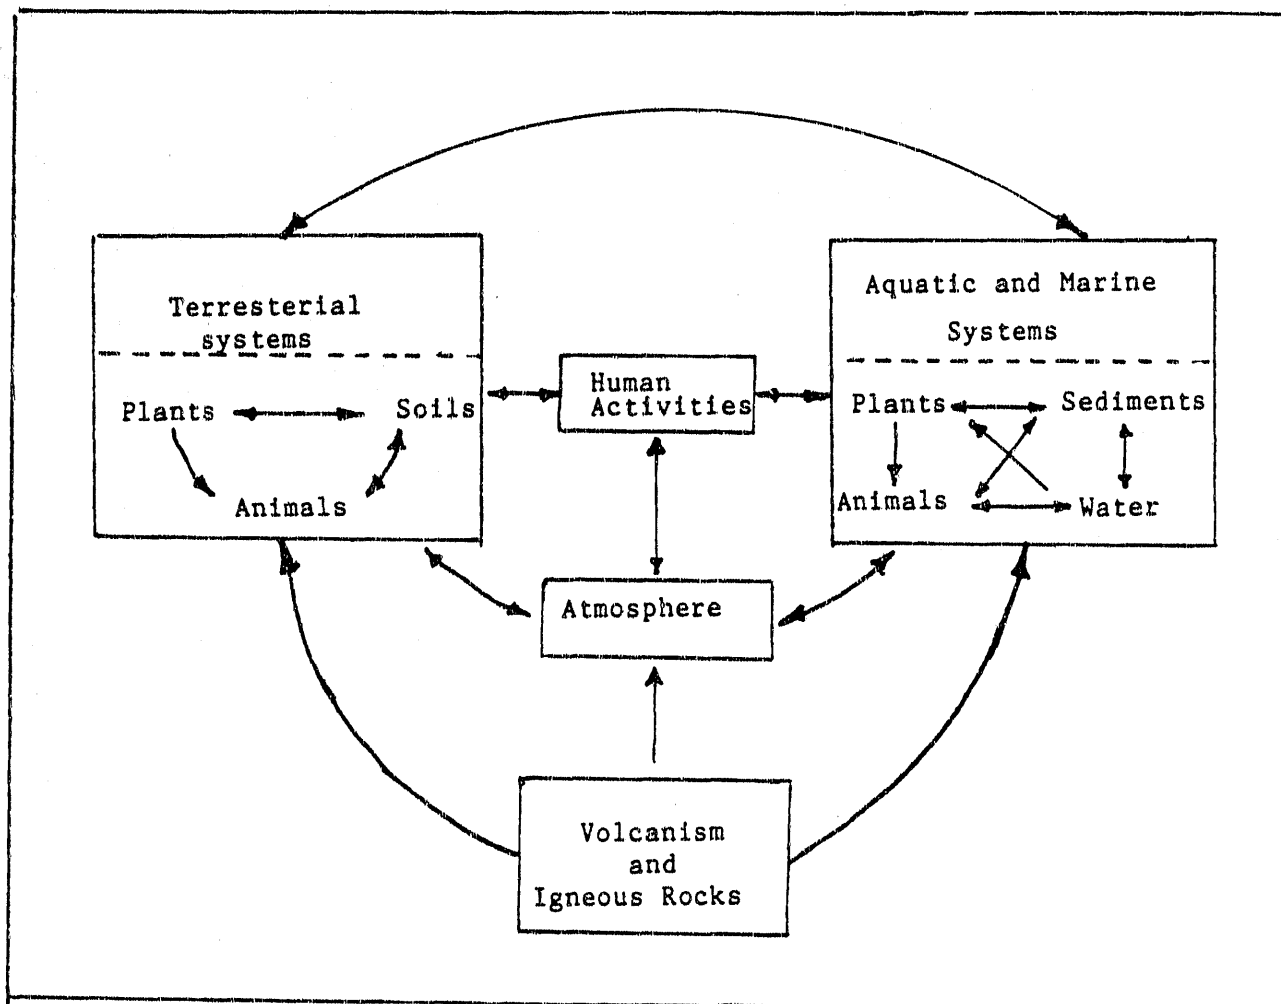 Terresterial
systems
Plants
Soils
Animals
Human
Activities
Aquatic and Marine
Systems
Plants
Sediments
Animals
Water
Atmosphere
Volcanism
and
Igneous Rocks